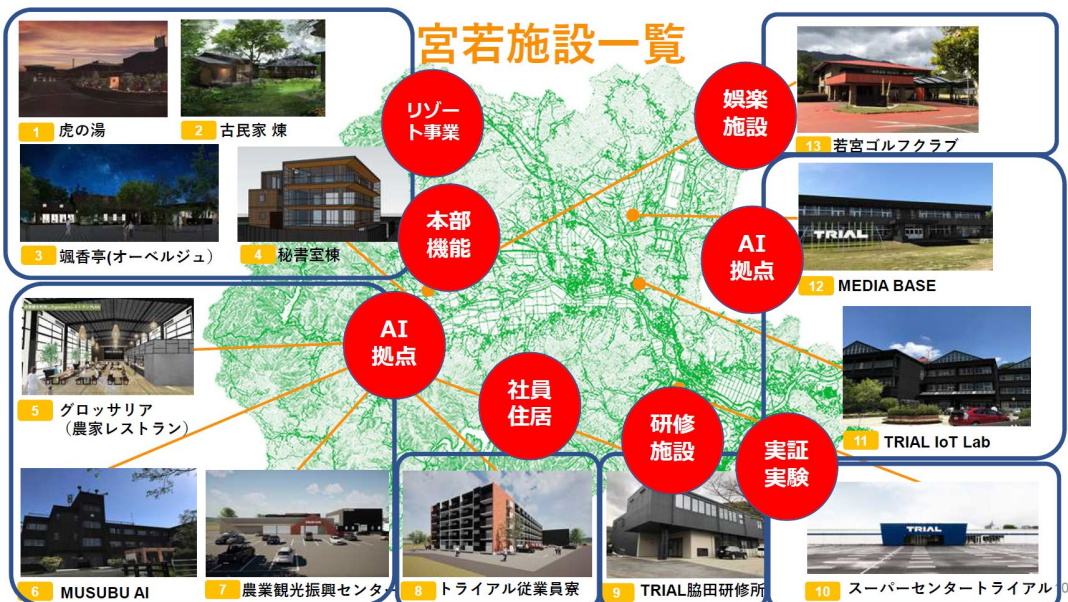 宮若施設一覧
1 虎の湯
2 古民家 煉
3 颯香亭(オーベルジュ)
4 秘書室棟
リゾー
ト事業
本部
機能
娯楽
施設
13 若宮ゴルフクラブ
TRIAL
12 MEDIA BASE
AI
拠点
11 TRIAL IoT Lab
AI
拠点
5 グロッサリア
(農家レストラン)
社員
住居
研修
施設
実証
実験
6 MUSUBU AI
7 農業観光振興センター
8 トライアル従業員寮
9 TRIAL脇田研修所
TRIAL
10 スーパーセンタートライアル